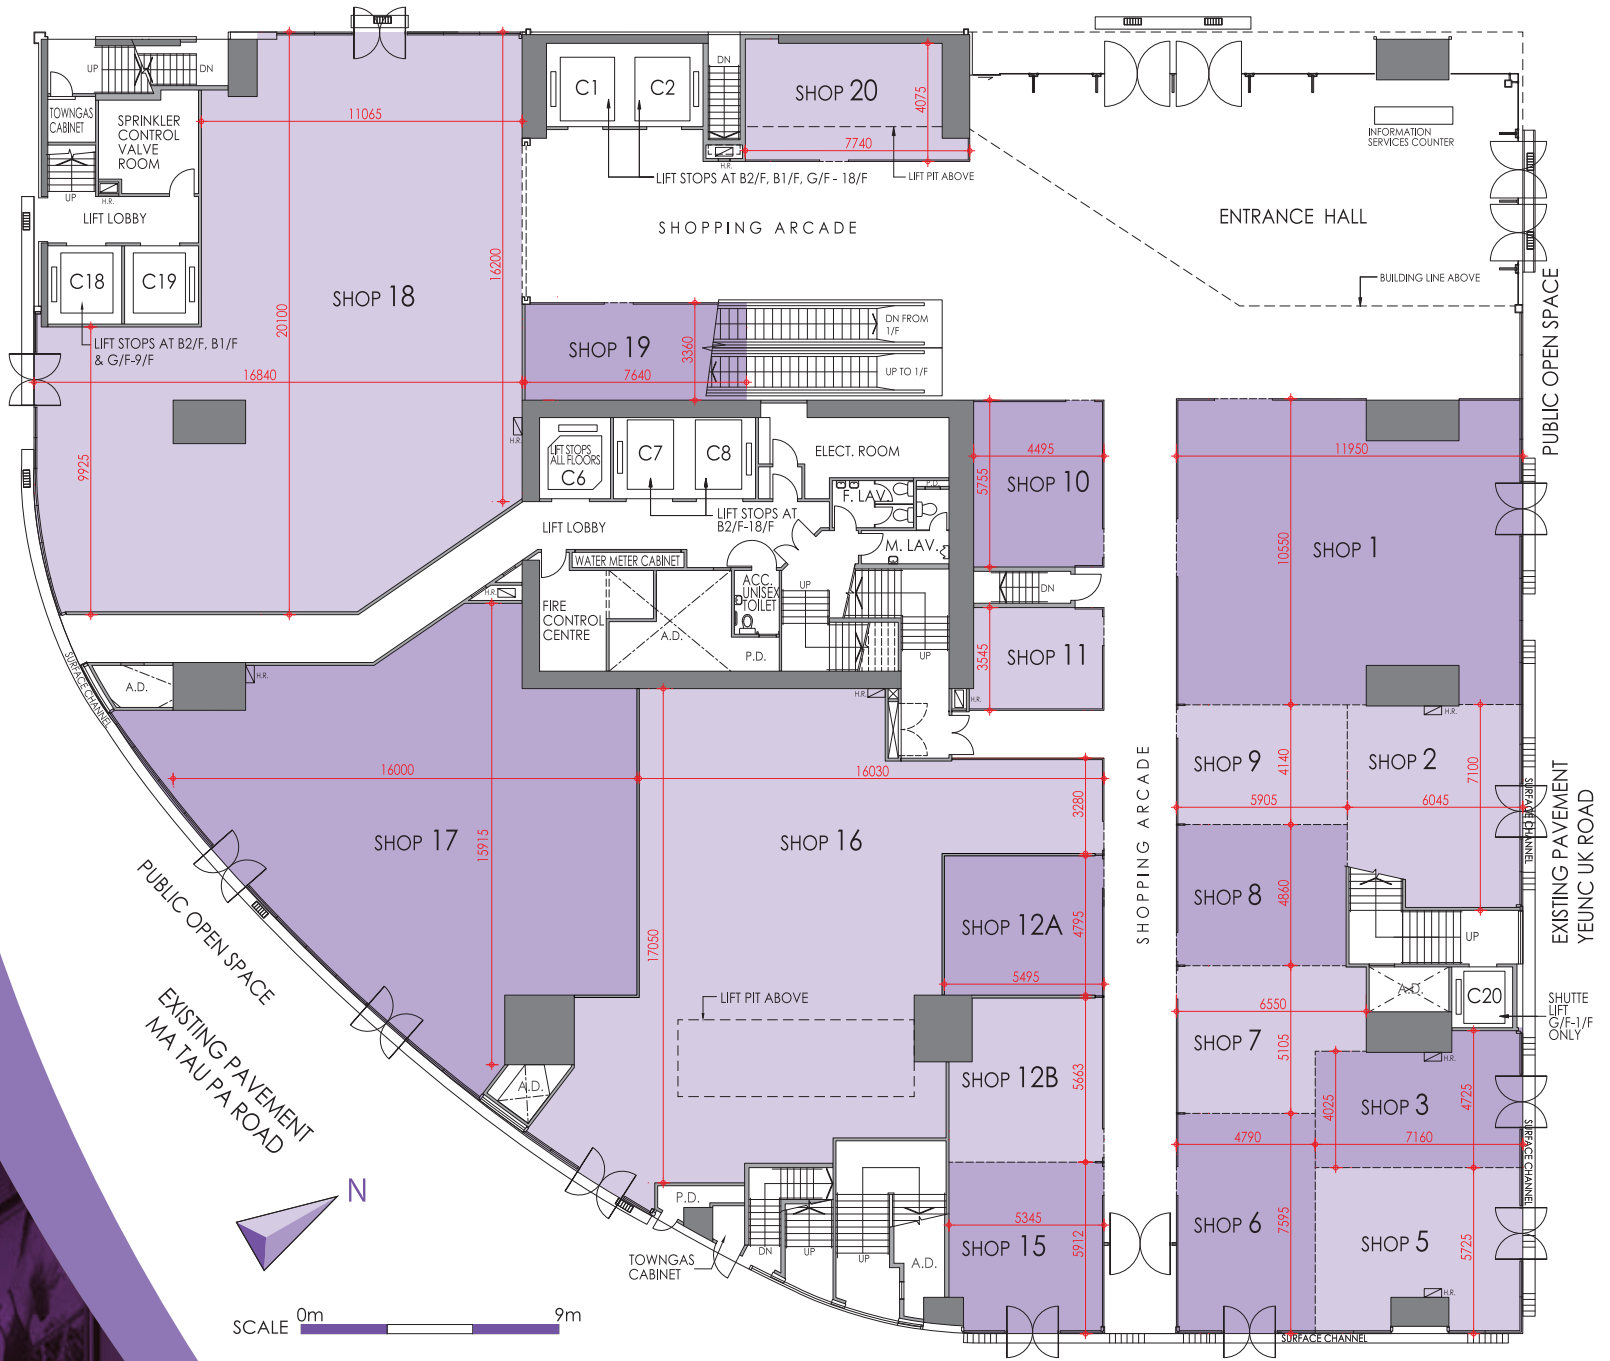 UP
DN
TOWNGAS
CABINET
SPRINKLER
CONTROL
VALVE
ROOM
UP
H.R.
LIFT LOBBY
C18
C19
LIFT STOPS AT B2/F, B1/F
& G/F-9/F
11065
16200
20100
SHOP 18
16840
9925
H.R.
C1
C2
DN
H.R.
LIFT STOPS AT B2/F, B1/F, G/F - 18/F
SHOP 20
4075
7740
LIFT PIT ABOVE
SHOPPING ARCADE
INFORMATION
SERVICES COUNTER
ENTRANCE HALL
BUILDING LINE ABOVE
PUBLIC OPEN SPACE
SHOP 19
3360
7640
DN FROM
1/F
UP TO 1/F
LIFT STOPS
ALL FLOORS
C6
C7
C8
ELECT. ROOM
LIFT STOPS AT
B2/F-18/F
F. LAV.
P.D.
M. LAV.
LIFT LOBBY
WATER METER CABINET
H.R.
FIRE
CONTROL
CENTRE
A.D.
ACC.
UNISEX
TOILET
P.D.
UP
UP
4495
5755
SHOP 10
DN
3545
SHOP 11
H.R.
H.R.
11950
10550
SHOP 1
H.R.
SHOP 9
4140
5905
SHOP 2
7100
6045
SHOP 8
4860
UP
A.D.
C20
SHUTTE
LIFT
G/F-1/F
ONLY
6550
SHOP 7
5105
H.R.
SHOP 3
4025
4725
4790
7160
SHOP 6
7595
SHOP 5
5725
H.R.
SURFACE CHANNEL
SURFACE CHANNEL
SURFACE CHANNEL
EXISTING PAVEMENT
YEUNC UK ROAD
SHOPPING ARCADE
SURFACE CHANNEL
A.D.
H.R.
16000
SHOP 17
15915
16030
SHOP 16
3280
17050
SHOP 12A
4795
5495
LIFT PIT ABOVE
SHOP 12B
5663
A.D.
5345
SHOP 15
5912
P.D.
DN
UP
UP
A.D.
TOWNGAS
CABINET
PUBLIC OPEN SPACE
EXISTING PAVEMENT
MA TAU PA ROAD
N
SCALE
0m
9m